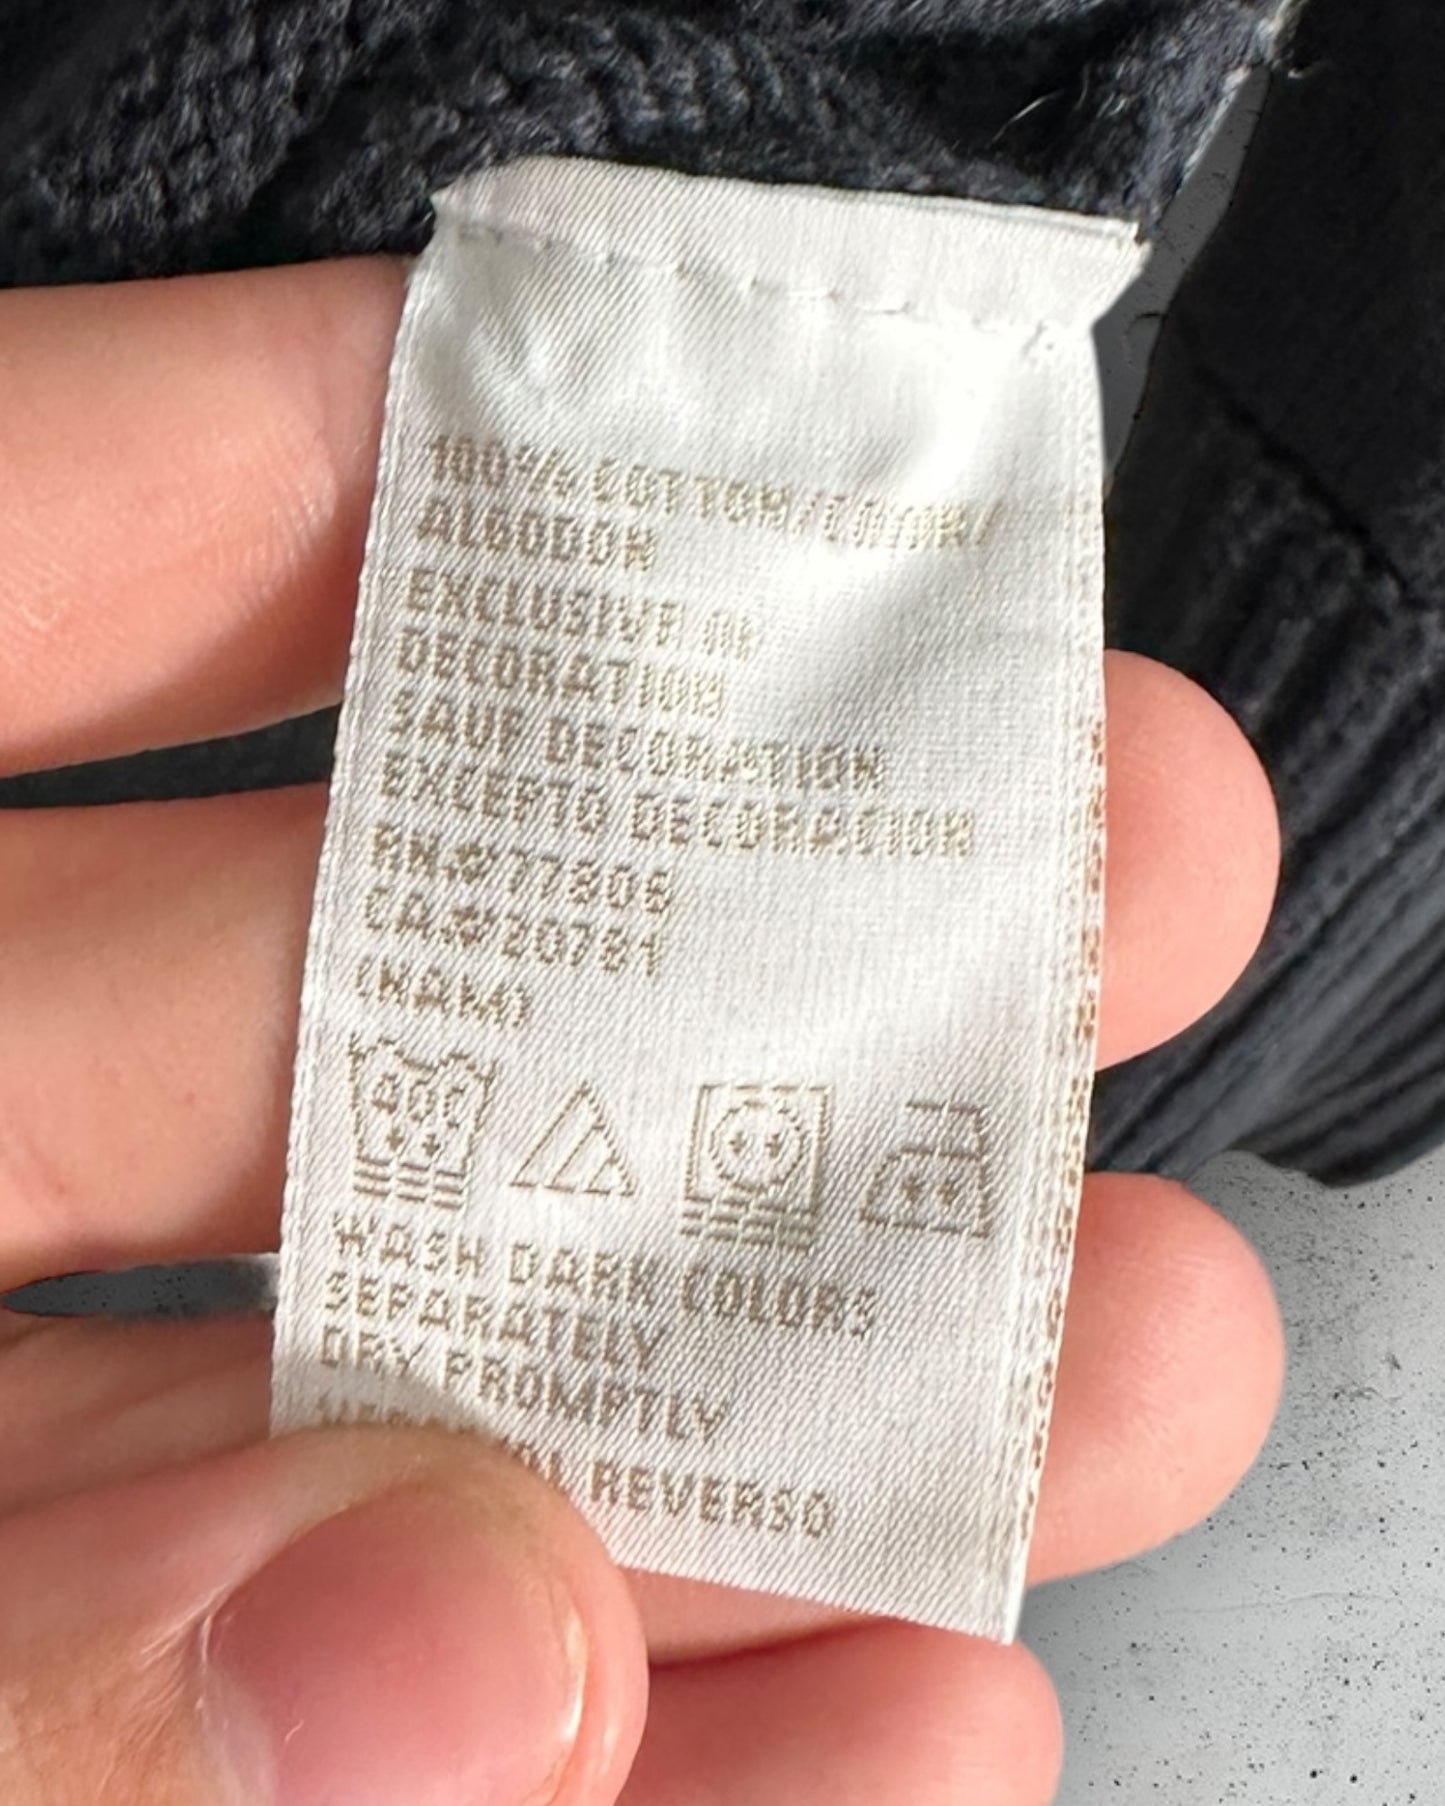 100% COTTON/COTON/
ALGODON
EXCLUSIVE OF
DECORATION
SAUF DECORATION
EXCEPTO DECORACION
RN#77806
CA#20781
(NAM)
40C
WASH DARK COLORS
SEPARATELY
DRY PROMPTLY
REVERSO